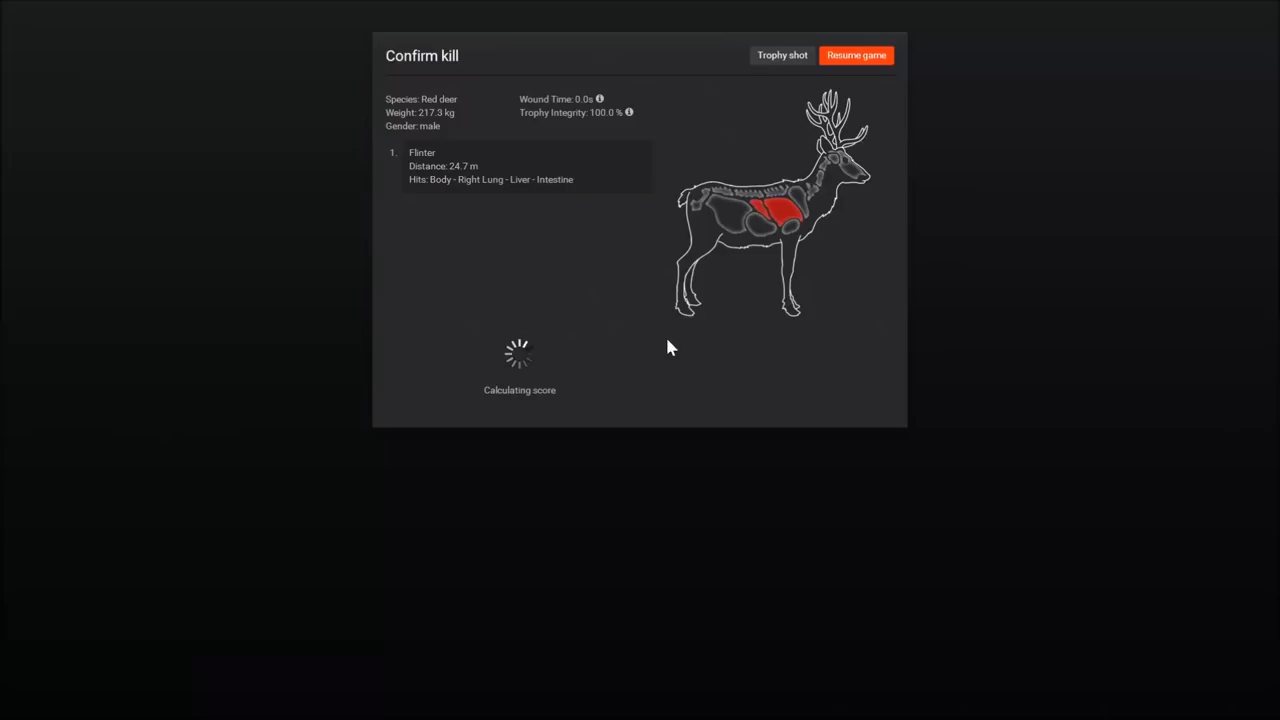 Confirm kill
Trophy shot
Resume game
Species: Red deer
Weight: 217.3 kg
Gender: male
Wound Time: 0.0s
Trophy Integrity: 100.0 %
1. Flinter
Distance: 24.7 m
Hits: Body - Right Lung - Liver - Intestine
Calculating score